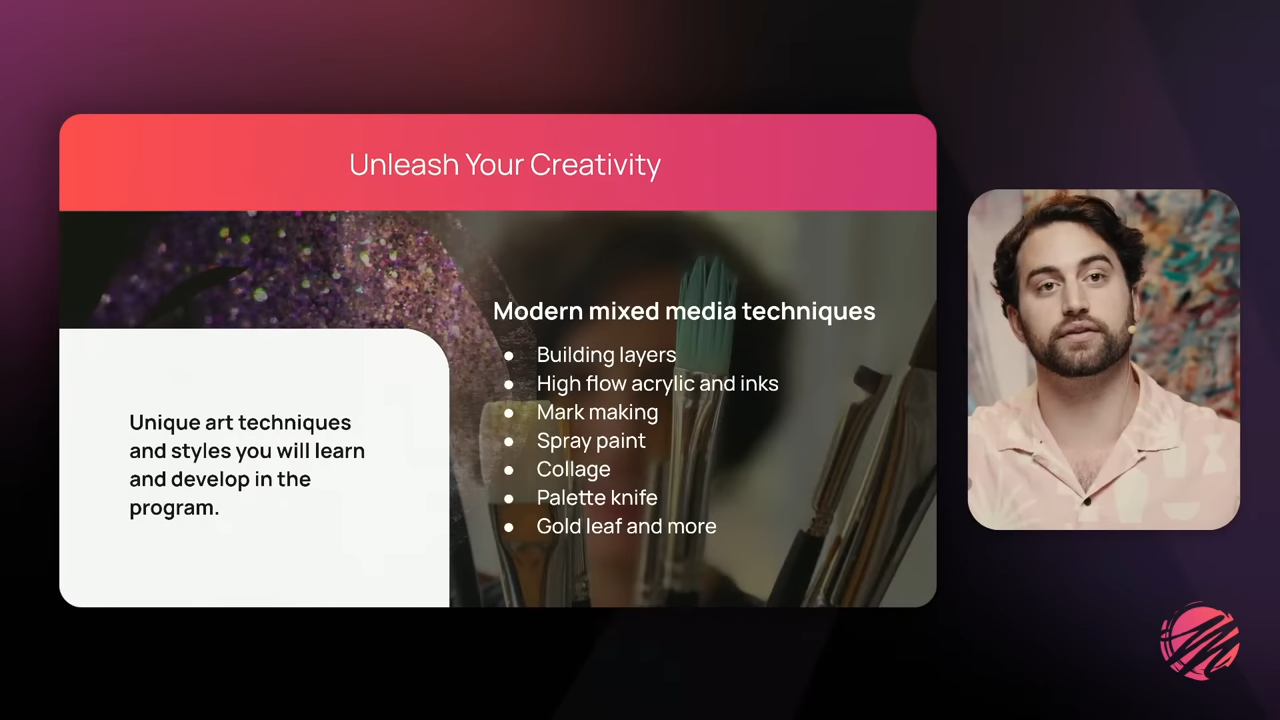 Unleash Your Creativity
Unique art techniques
and styles you will learn
and develop in the
program.
Modern mixed media techniques
● Building layers
● High flow acrylic and inks
● Mark making
● Spray paint
● Collage
● Palette knife
● Gold leaf and more